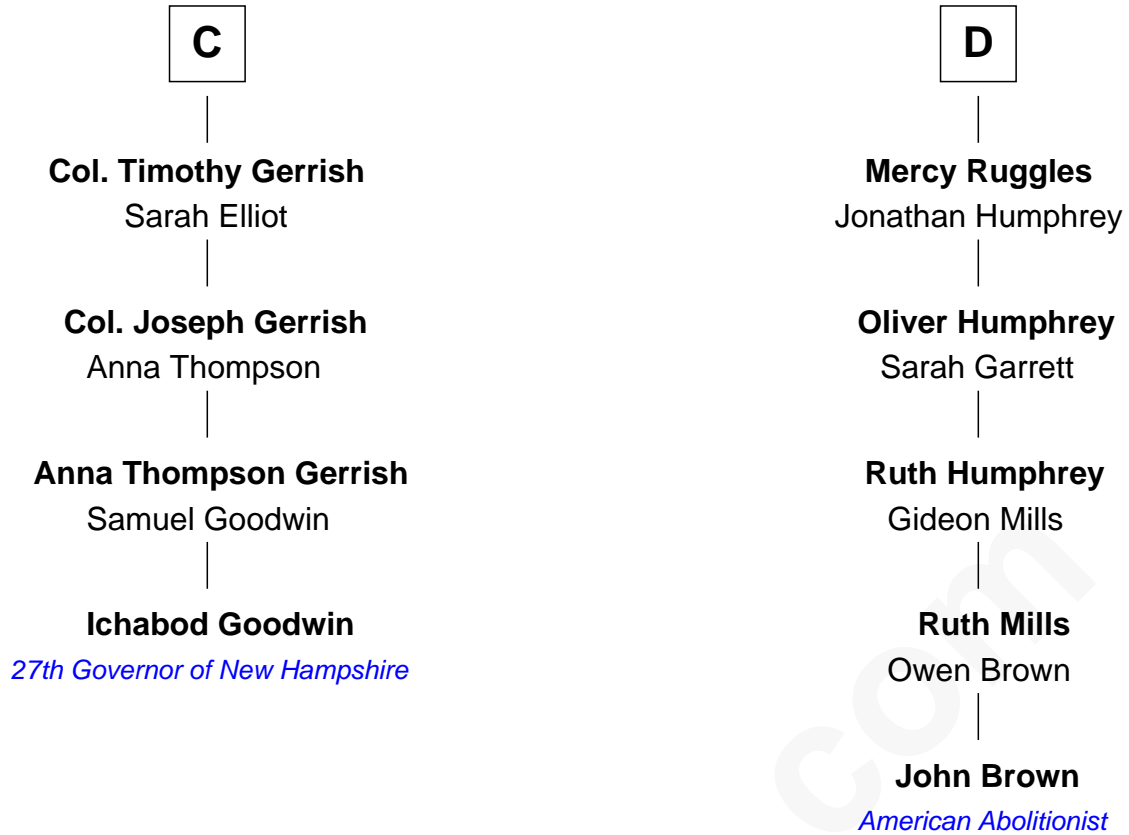 C
Col. Timothy Gerrish
Sarah Elliot
Col. Joseph Gerrish
Anna Thompson
Anna Thompson Gerrish
Samuel Goodwin
Ichabod Goodwin
27th Governor of New Hampshire
D
Mercy Ruggles
Jonathan Humphrey
Oliver Humphrey
Sarah Garrett
Ruth Humphrey
Gideon Mills
Ruth Mills
Owen Brown
John Brown
American Abolitionist
com